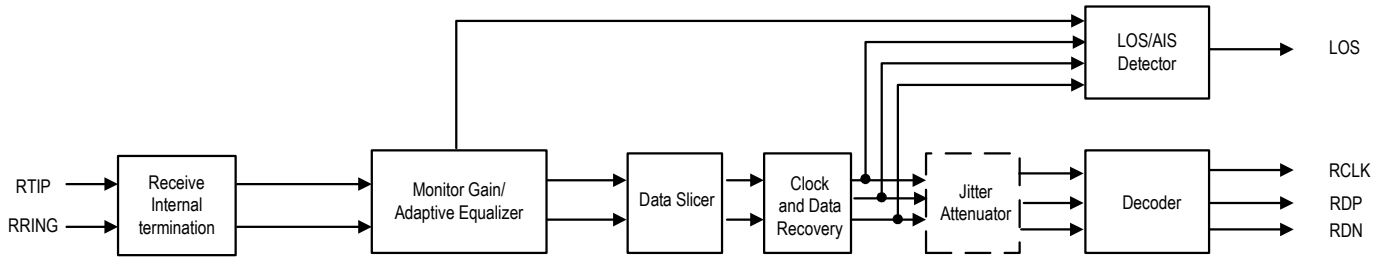 LOS/AIS
Detector
LOS
RTIP
RRING
Receive
Internal
termination
Monitor Gain/
Adaptive Equalizer
Data Slicer
Clock
and Data
Recovery
Jitter
Attenuator
Decoder
RCLK
RDP
RDN